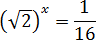 (√2)ˣ = 1/16